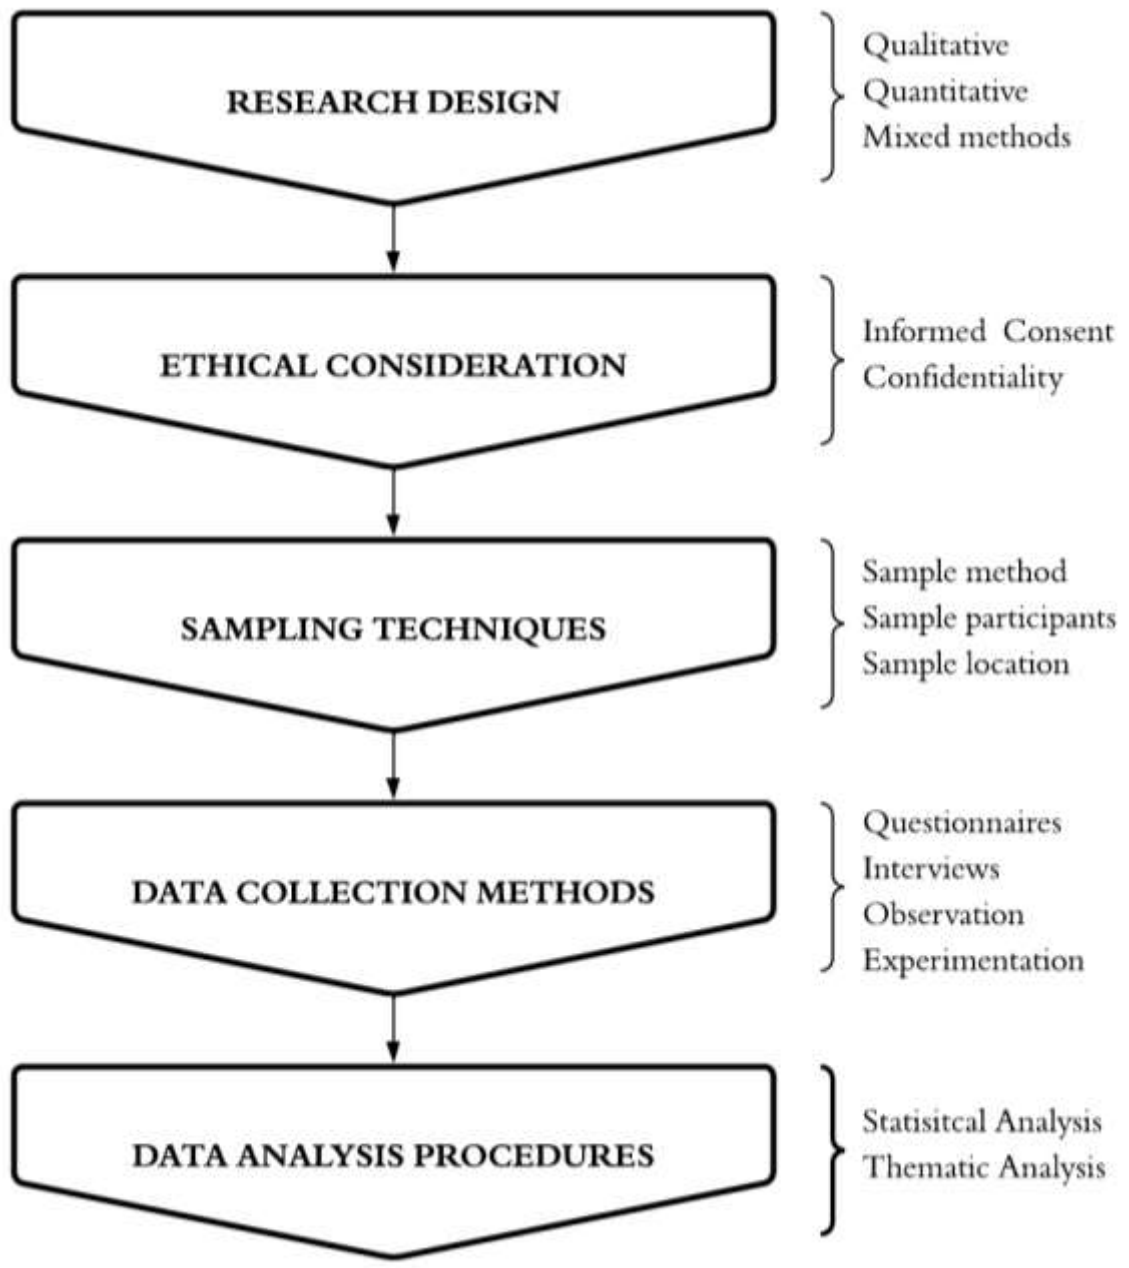 RESEARCH DESIGN
Qualitative
Quantitative
Mixed methods
ETHICAL CONSIDERATION
Informed Consent
Confidentiality
SAMPLING TECHNIQUES
Sample method
Sample participants
Sample location
DATA COLLECTION METHODS
Questionnaires
Interviews
Observation
Experimentation
DATA ANALYSIS PROCEDURES
Statisitcal Analysis
Thematic Analysis